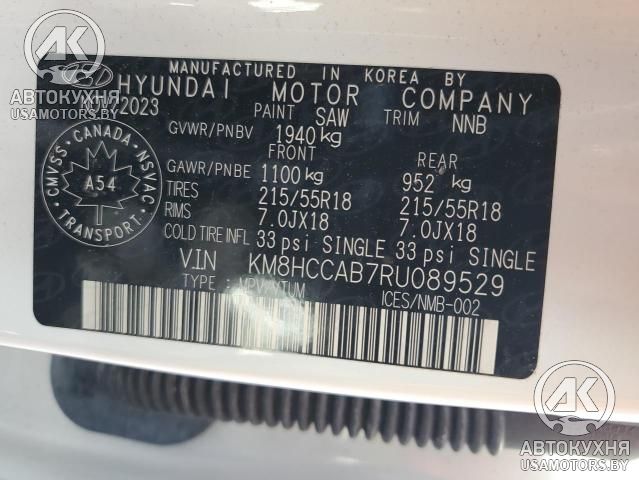 MANUFACTURED IN KOREA BY
HYUNDAI MOTOR COMPANY
2023 PAINT SAW TRIM NNB
GVWR/PNBV 1940 kg
FRONT REAR
GAWR/PNBE 1100 kg 952 kg
TIRES 215/55R18 215/55R18
RIMS 7.0JX18 7.0JX18
COLD TIRE INFL 33 psi SINGLE 33 psi SINGLE
VIN KM8HCCAB7RU089529
TYPE : MPV/VTUM ICES/NMB-002
CANADA
CMVSS NSVAC
A54
TRANSPORT
AK
АВТОКУХНЯ
USAMOTORS.BY
AK
АВТОКУХНЯ
USAMOTORS.BY